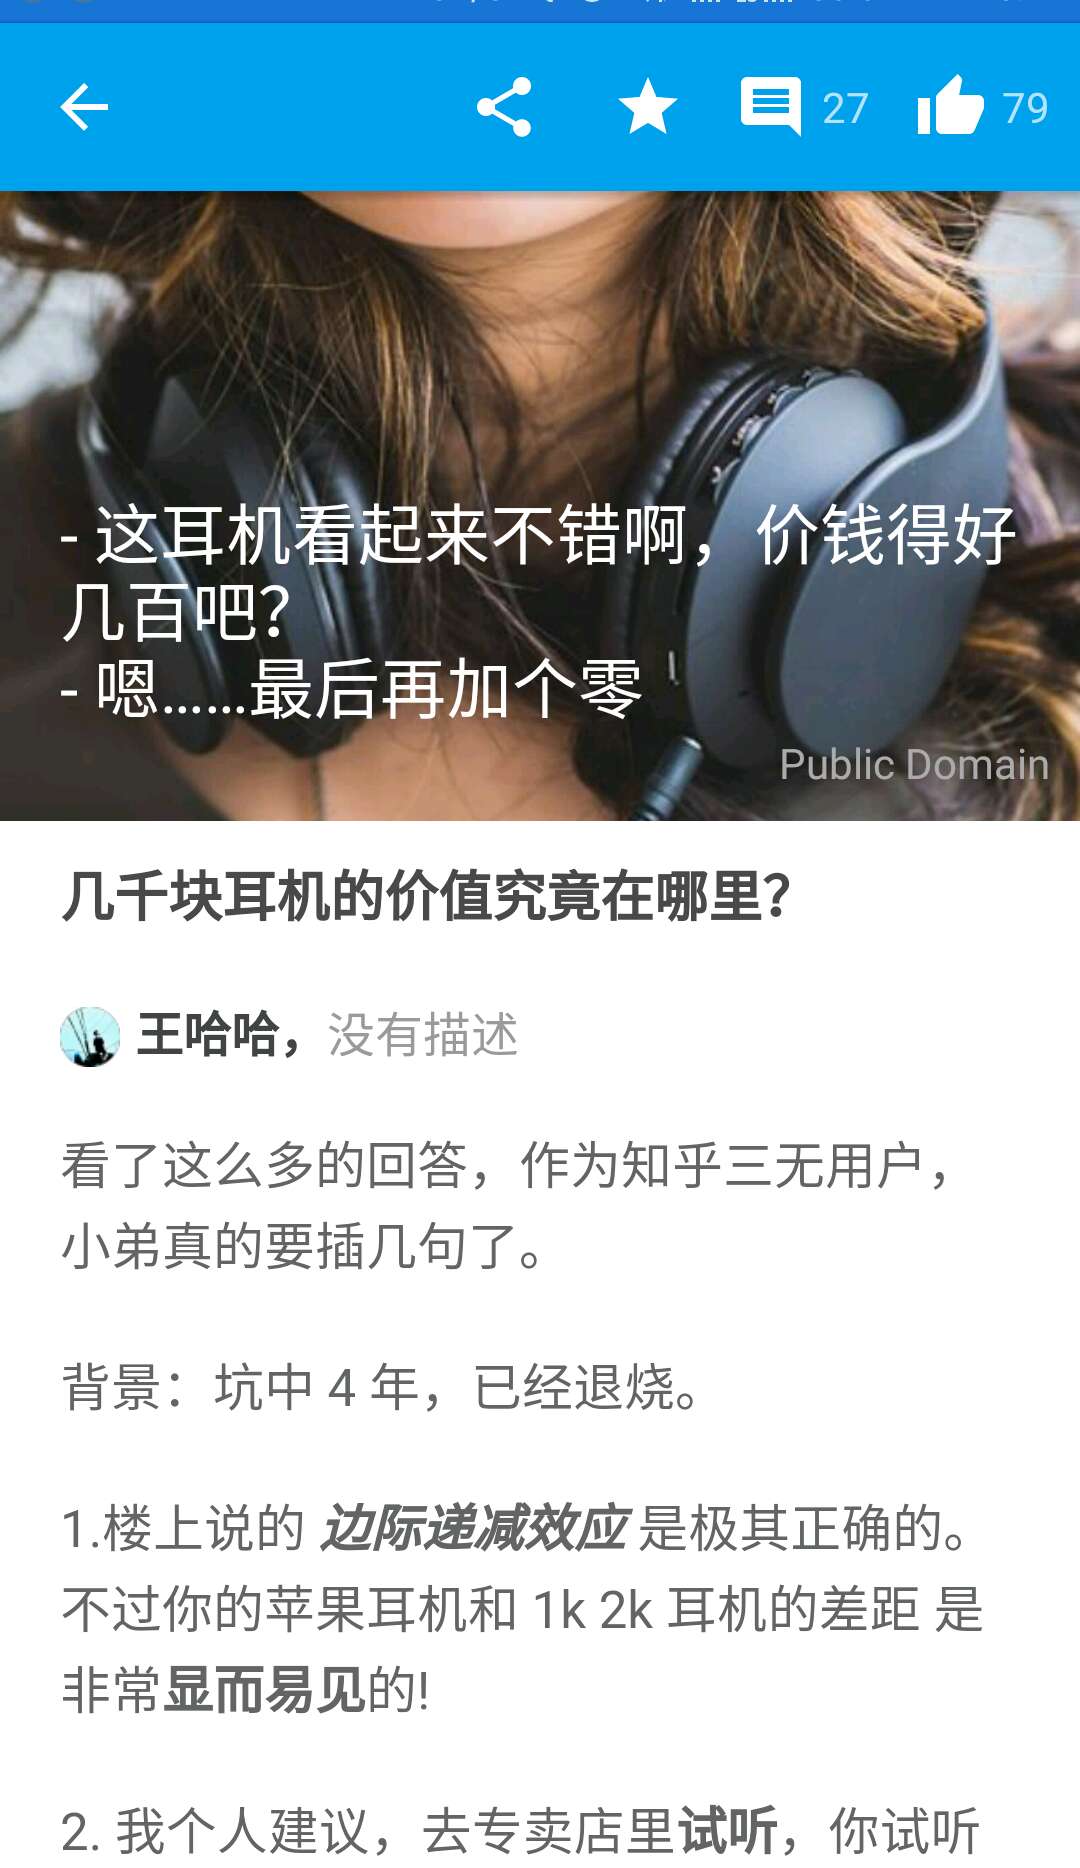 27
79
- 这耳机看起来不错啊，价钱得好
几百吧？
- 嗯……最后再加个零
Public Domain
几千块耳机的价值究竟在哪里？
王哈哈，没有描述
看了这么多的回答，作为知乎三无用户，
小弟真的要插几句了。
背景：坑中 4 年，已经退烧。
1.楼上说的 边际递减效应 是极其正确的。
不过你的苹果耳机和 1k 2k 耳机的差距 是
非常显而易见的!
2. 我个人建议，去专卖店里试听，你试听